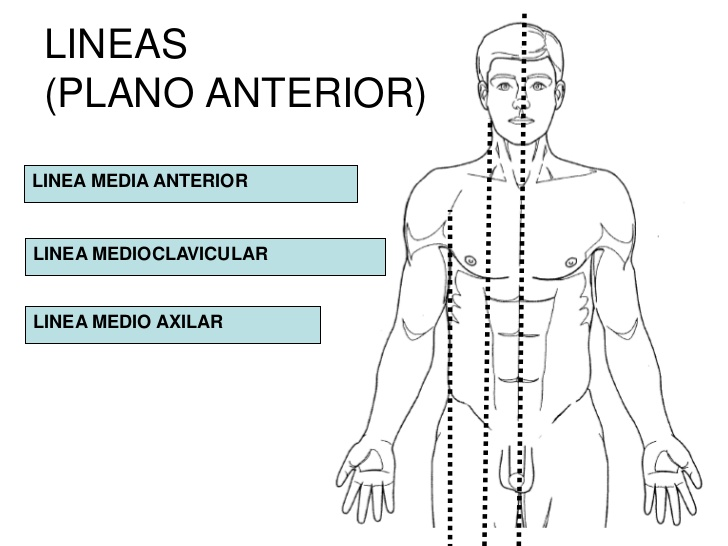 LINEAS
(PLANO ANTERIOR)
LINEA MEDIA ANTERIOR
LINEA MEDIOCLAVICULAR
LINEA MEDIO AXILAR